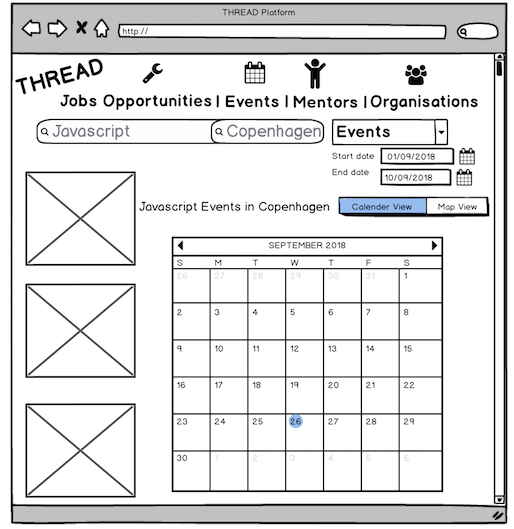 THREAD Platform
http://
THREAD
Jobs Opportunities | Events | Mentors | Organisations
Javascript Copenhagen Events
Start date 01/09/2018
End date 10/09/2018
Javascript Events in Copenhagen Calender View Map View
SEPTEMBER 2018
S M T W T F S
26 27 28 29 30 31 1
2 3 4 5 6 7 8
9 10 11 12 13 14 15
16 17 18 19 20 21 22
23 24 25 26 27 28 29
30 1 2 3 4 5 6